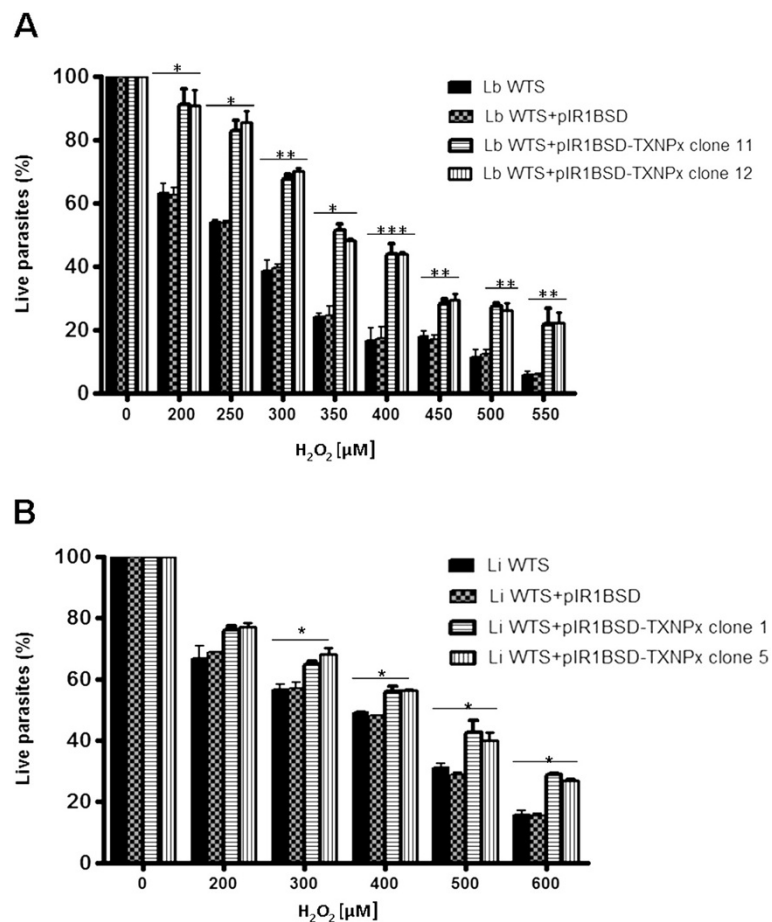 A
Live parasites (%)
100
80
60
40
20
0
* * ** * *** ** ** **
Lb WTS
Lb WTS+pIR1BSD
Lb WTS+pIR1BSD-TXNPx clone 11
Lb WTS+pIR1BSD-TXNPx clone 12
0 200 250 300 350 400 450 500 550
H₂O₂ [µM]
B
Live parasites (%)
100
80
60
40
20
0
* * * *
Li WTS
Li WTS+pIR1BSD
Li WTS+pIR1BSD-TXNPx clone 1
Li WTS+pIR1BSD-TXNPx clone 5
0 200 300 400 500 600
H₂O₂ [µM]